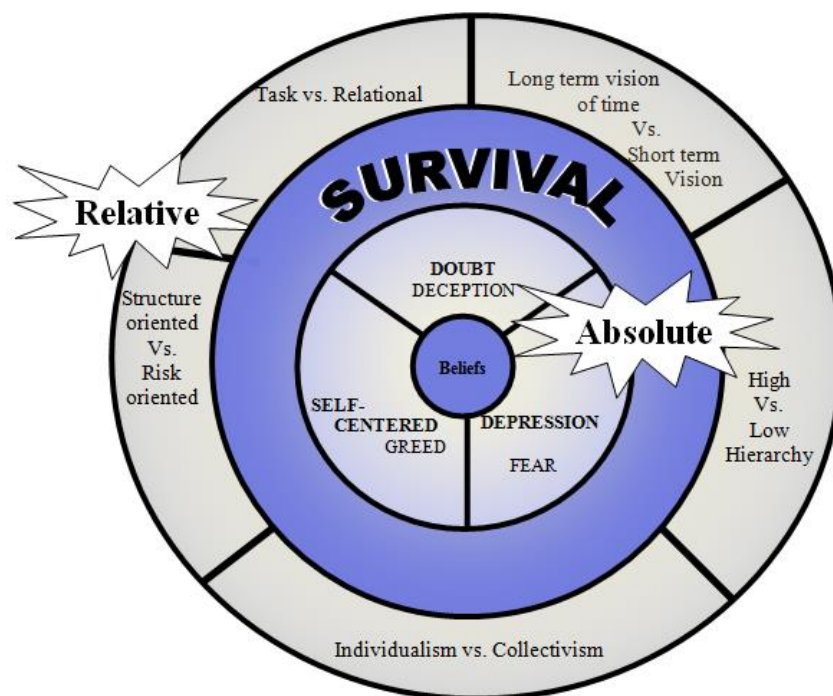 Task vs. Relational
Long term vision
of time
Vs.
Short term
Vision
SURVIVAL
Relative
DOUBT
DECEPTION
Structure
oriented
Vs.
Risk
oriented
Absolute
Beliefs
High
Vs.
Low
Hierarchy
SELF-
CENTERED
GREED
DEPRESSION
FEAR
Individualism vs. Collectivism